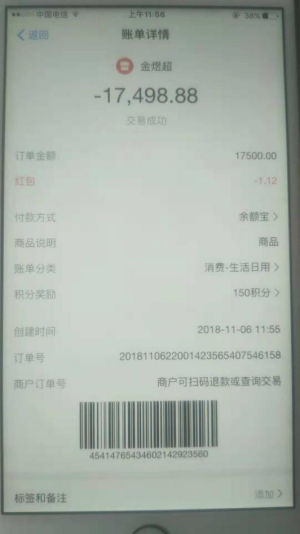 中国电信 上午11:56 38%
返回 账单详情
金煜超
-17,498.88
交易成功
订单金额 17500.00
红包 -1.12
付款方式 余额宝
商品说明 商品
账单分类 消费-生活日用
积分奖励 150积分
创建时间 2018-11-06 11:55
订单号 2018110622001423565407546158
商户订单号 商户可扫码退款或查询交易
45414765434602142923560
标签和备注 添加